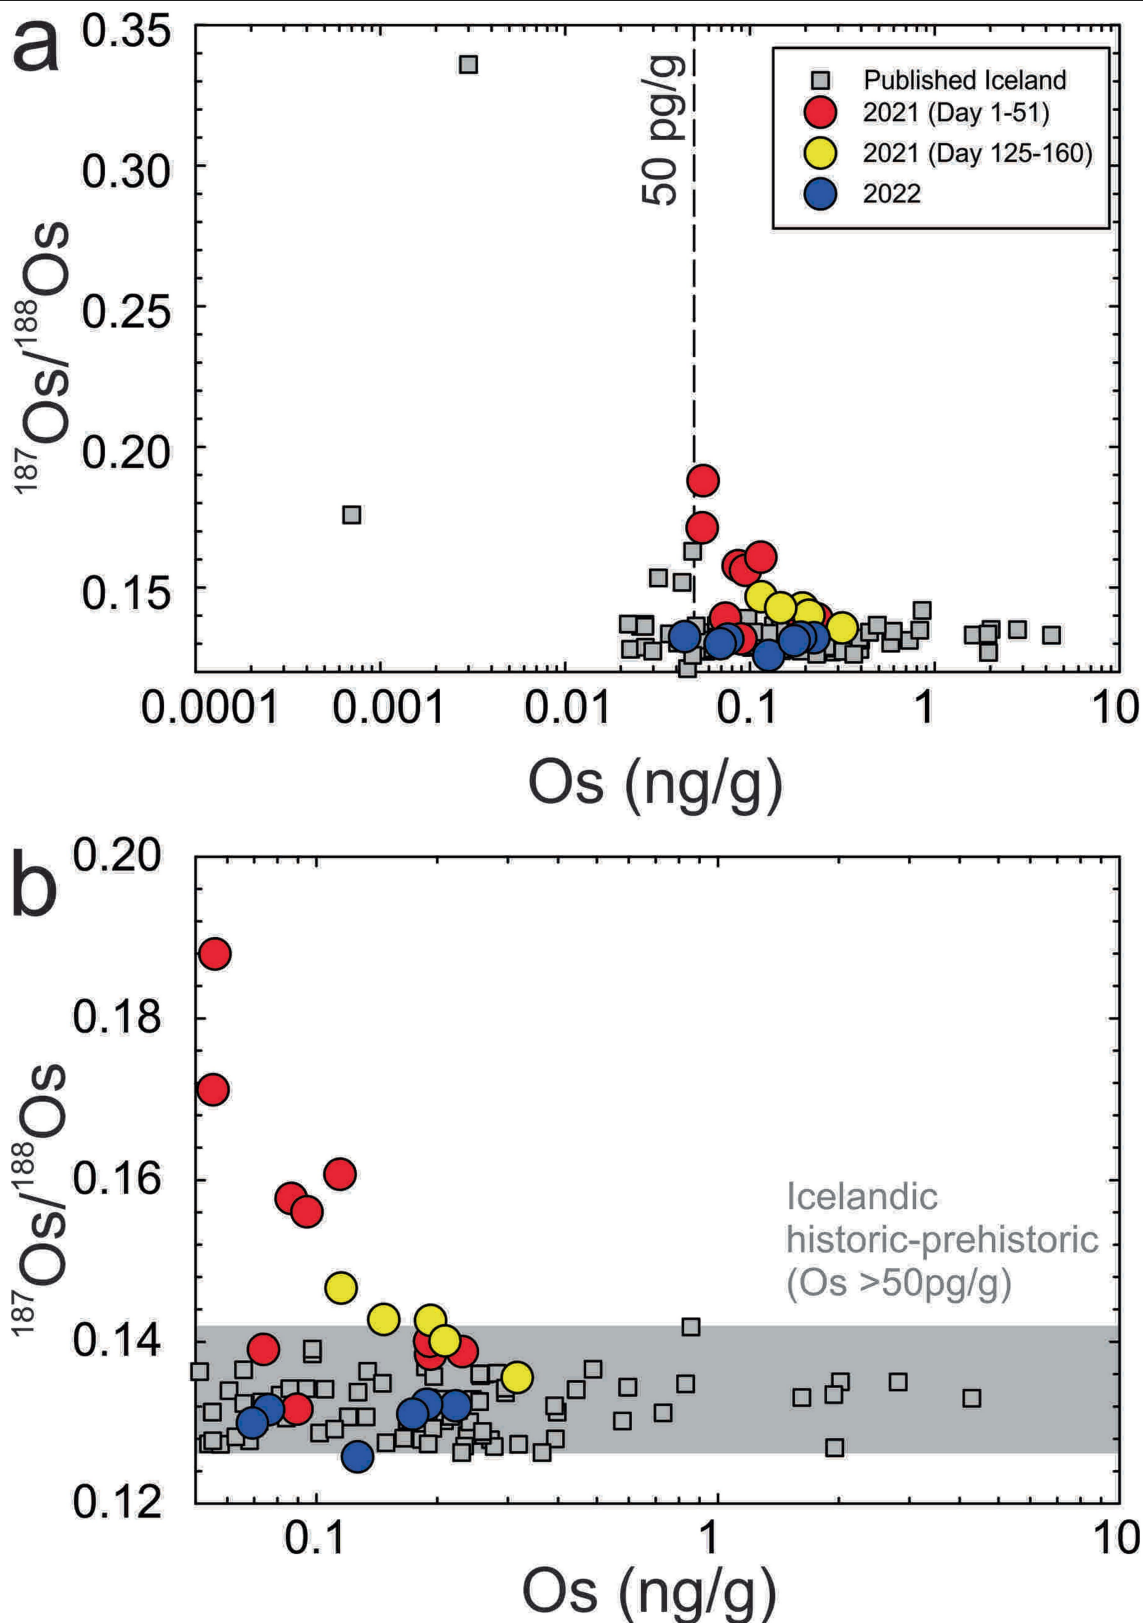 a
0.35
0.30
0.25
0.20
0.15
187Os/188Os
50 pg/g
Published Iceland
2021 (Day 1-51)
2021 (Day 125-160)
2022
0.0001 0.001 0.01 0.1 1 10
Os (ng/g)
b
0.20
0.18
0.16
0.14
0.12
187Os/188Os
Icelandic
historic-prehistoric
(Os >50pg/g)
0.1 1 10
Os (ng/g)